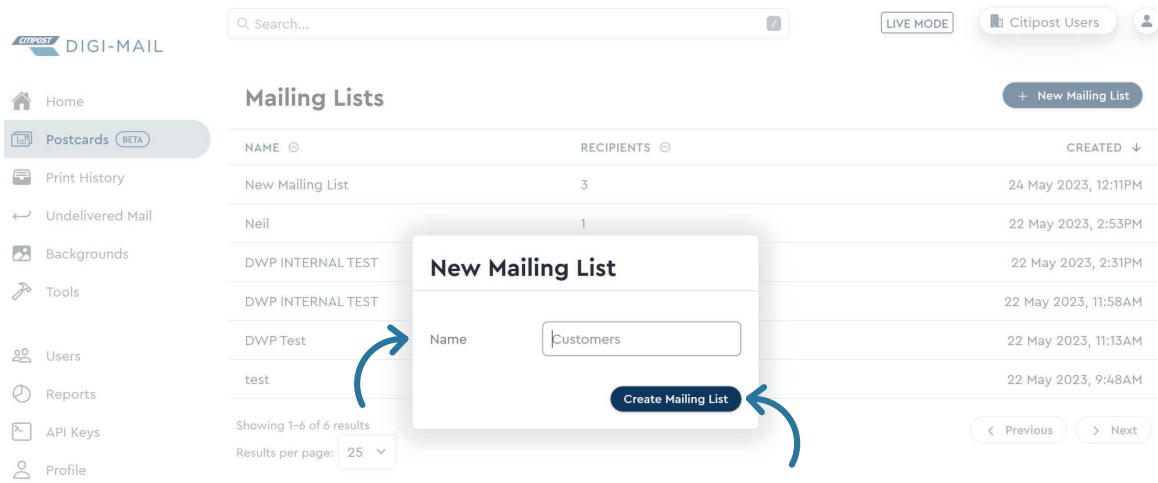 Search...
/
LIVE MODE
Citipost Users
CITIPOST
DIGI-MAIL
Home
Postcards BETA
Print History
Undelivered Mail
Backgrounds
Tools
Users
Reports
API Keys
Profile
Mailing Lists
+ New Mailing List
NAME RECIPIENTS CREATED
New Mailing List 3 24 May 2023, 12:11PM
Neil 1 22 May 2023, 2:53PM
DWP INTERNAL TEST 22 May 2023, 2:31PM
DWP INTERNAL TEST 22 May 2023, 11:58AM
DWP Test 22 May 2023, 11:13AM
test 22 May 2023, 9:48AM
New Mailing List
Name Customers
Create Mailing List
Showing 1-6 of 6 results
Results per page: 25
< Previous > Next